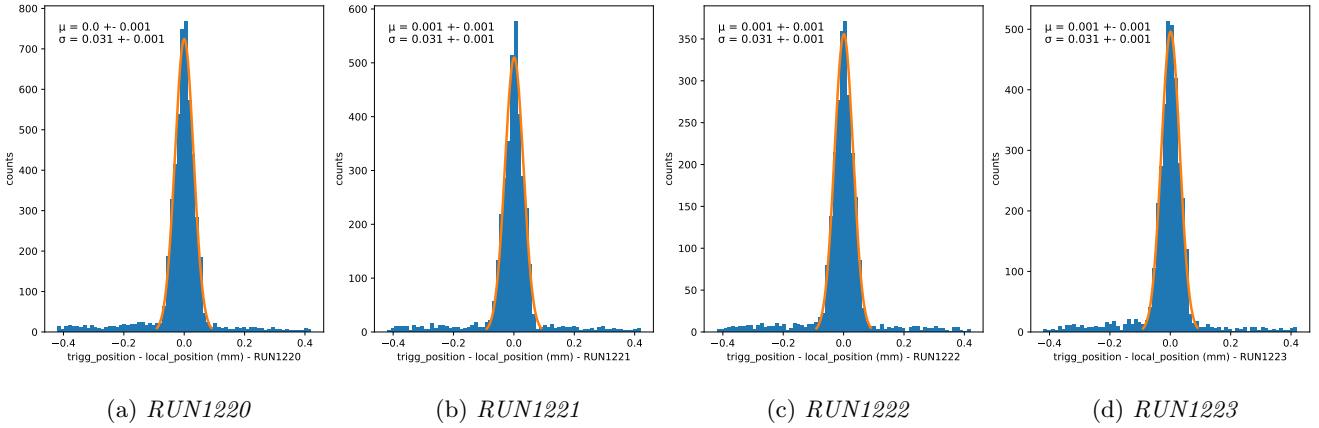 800
700
600
500
400
300
200
100
0
counts
μ = 0.0 +- 0.001
σ = 0.031 +- 0.001
−0.4 −0.2 0.0 0.2 0.4
trigg_position - local_position (mm) - RUN1220
(a) RUN1220
600
500
400
300
200
100
0
counts
μ = 0.001 +- 0.001
σ = 0.031 +- 0.001
−0.4 −0.2 0.0 0.2 0.4
trigg_position - local_position (mm) - RUN1221
(b) RUN1221
350
300
250
200
150
100
50
0
counts
μ = 0.001 +- 0.001
σ = 0.031 +- 0.001
−0.4 −0.2 0.0 0.2 0.4
trigg_position - local_position (mm) - RUN1222
(c) RUN1222
500
400
300
200
100
0
counts
μ = 0.001 +- 0.001
σ = 0.031 +- 0.001
−0.4 −0.2 0.0 0.2 0.4
trigg_position - local_position (mm) - RUN1223
(d) RUN1223